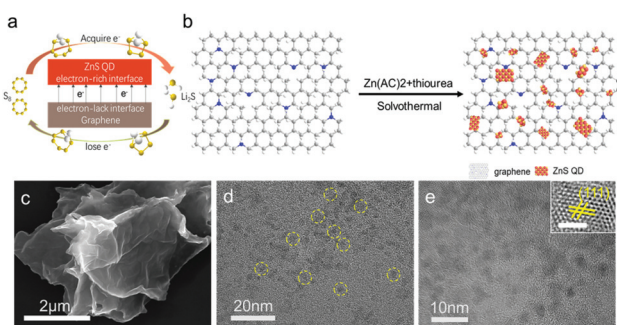 a
Acquire e⁻
ZnS QD
electron-rich interface
e⁻ e⁻
S₈
Li₂S
electron-lack interface
Graphene
lose e⁻
b
Zn(AC)2+thiourea
Solvothermal
graphene ZnS QD
c
2μm
d
20nm
e
10nm